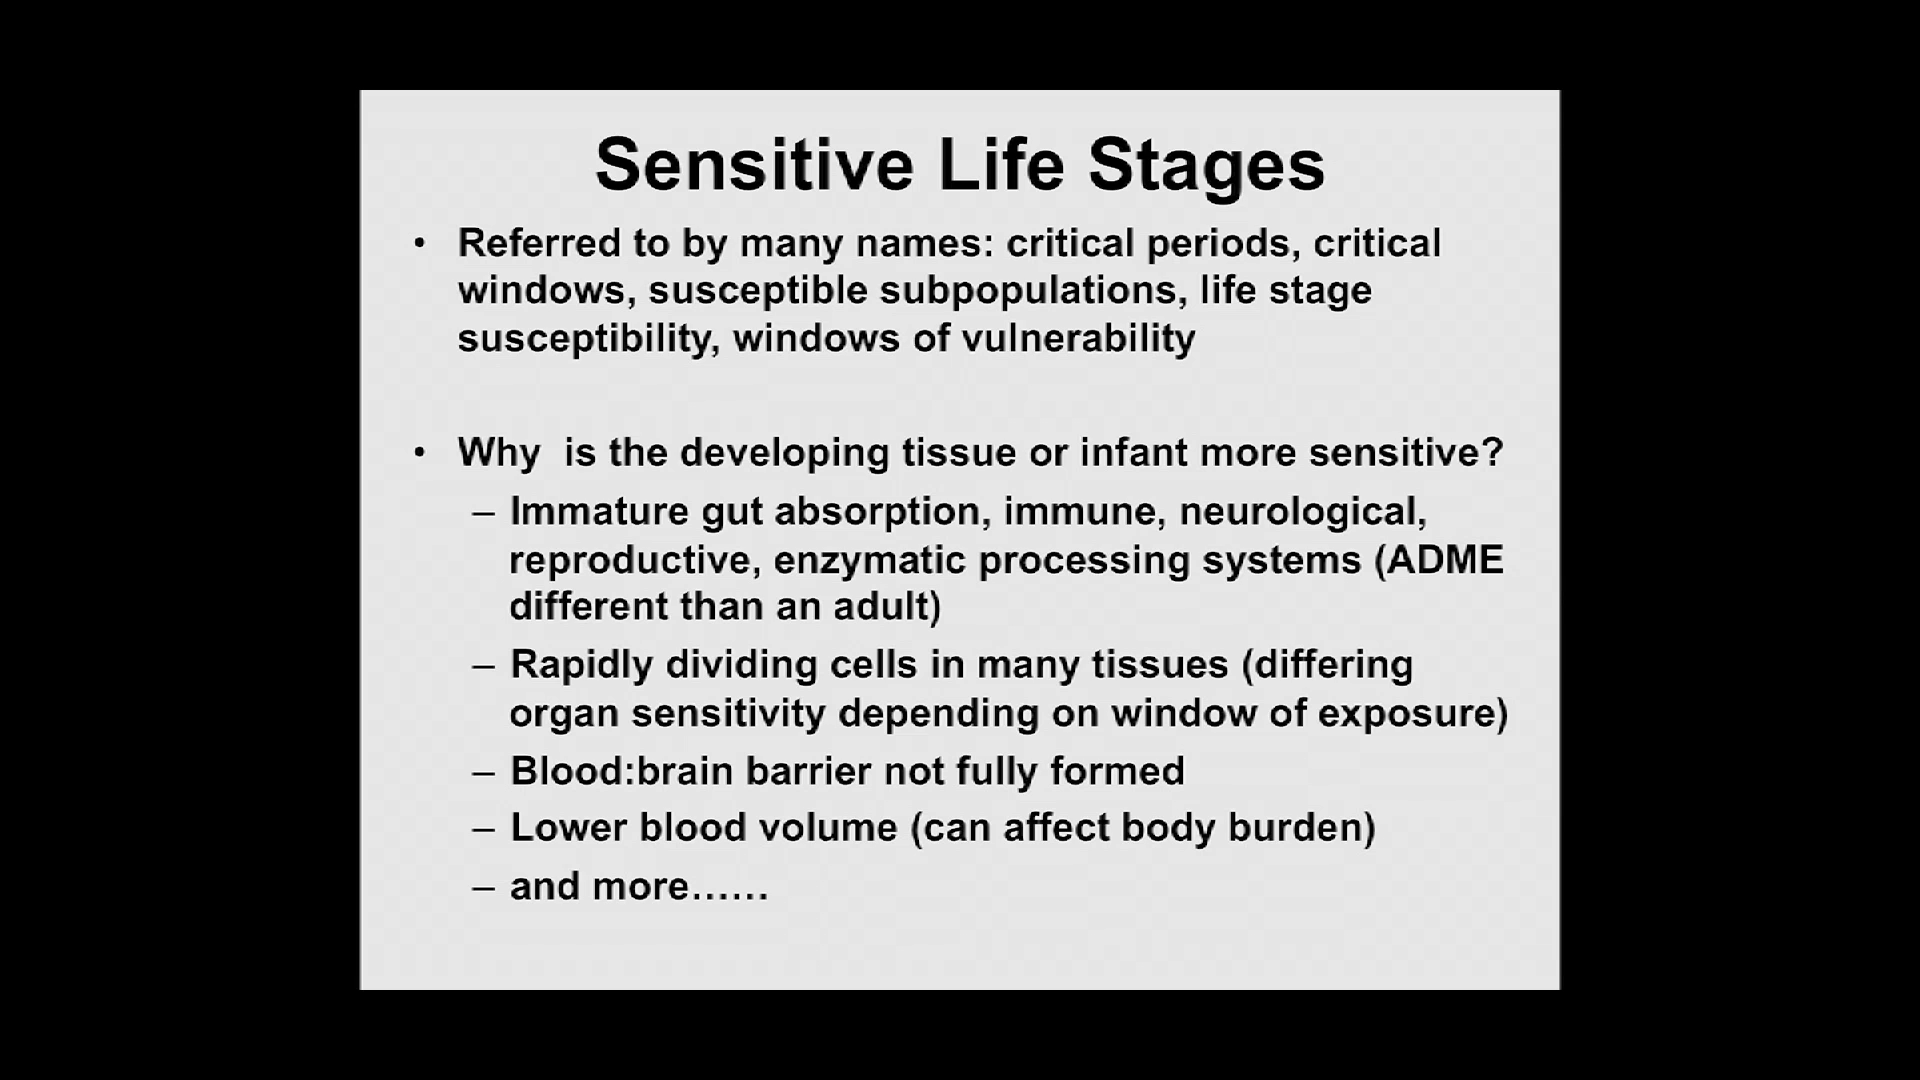 Sensitive Life Stages
• Referred to by many names: critical periods, critical
windows, susceptible subpopulations, life stage
susceptibility, windows of vulnerability
• Why  is the developing tissue or infant more sensitive?
– Immature gut absorption, immune, neurological,
reproductive, enzymatic processing systems (ADME
different than an adult)
– Rapidly dividing cells in many tissues (differing
organ sensitivity depending on window of exposure)
– Blood:brain barrier not fully formed
– Lower blood volume (can affect body burden)
– and more......